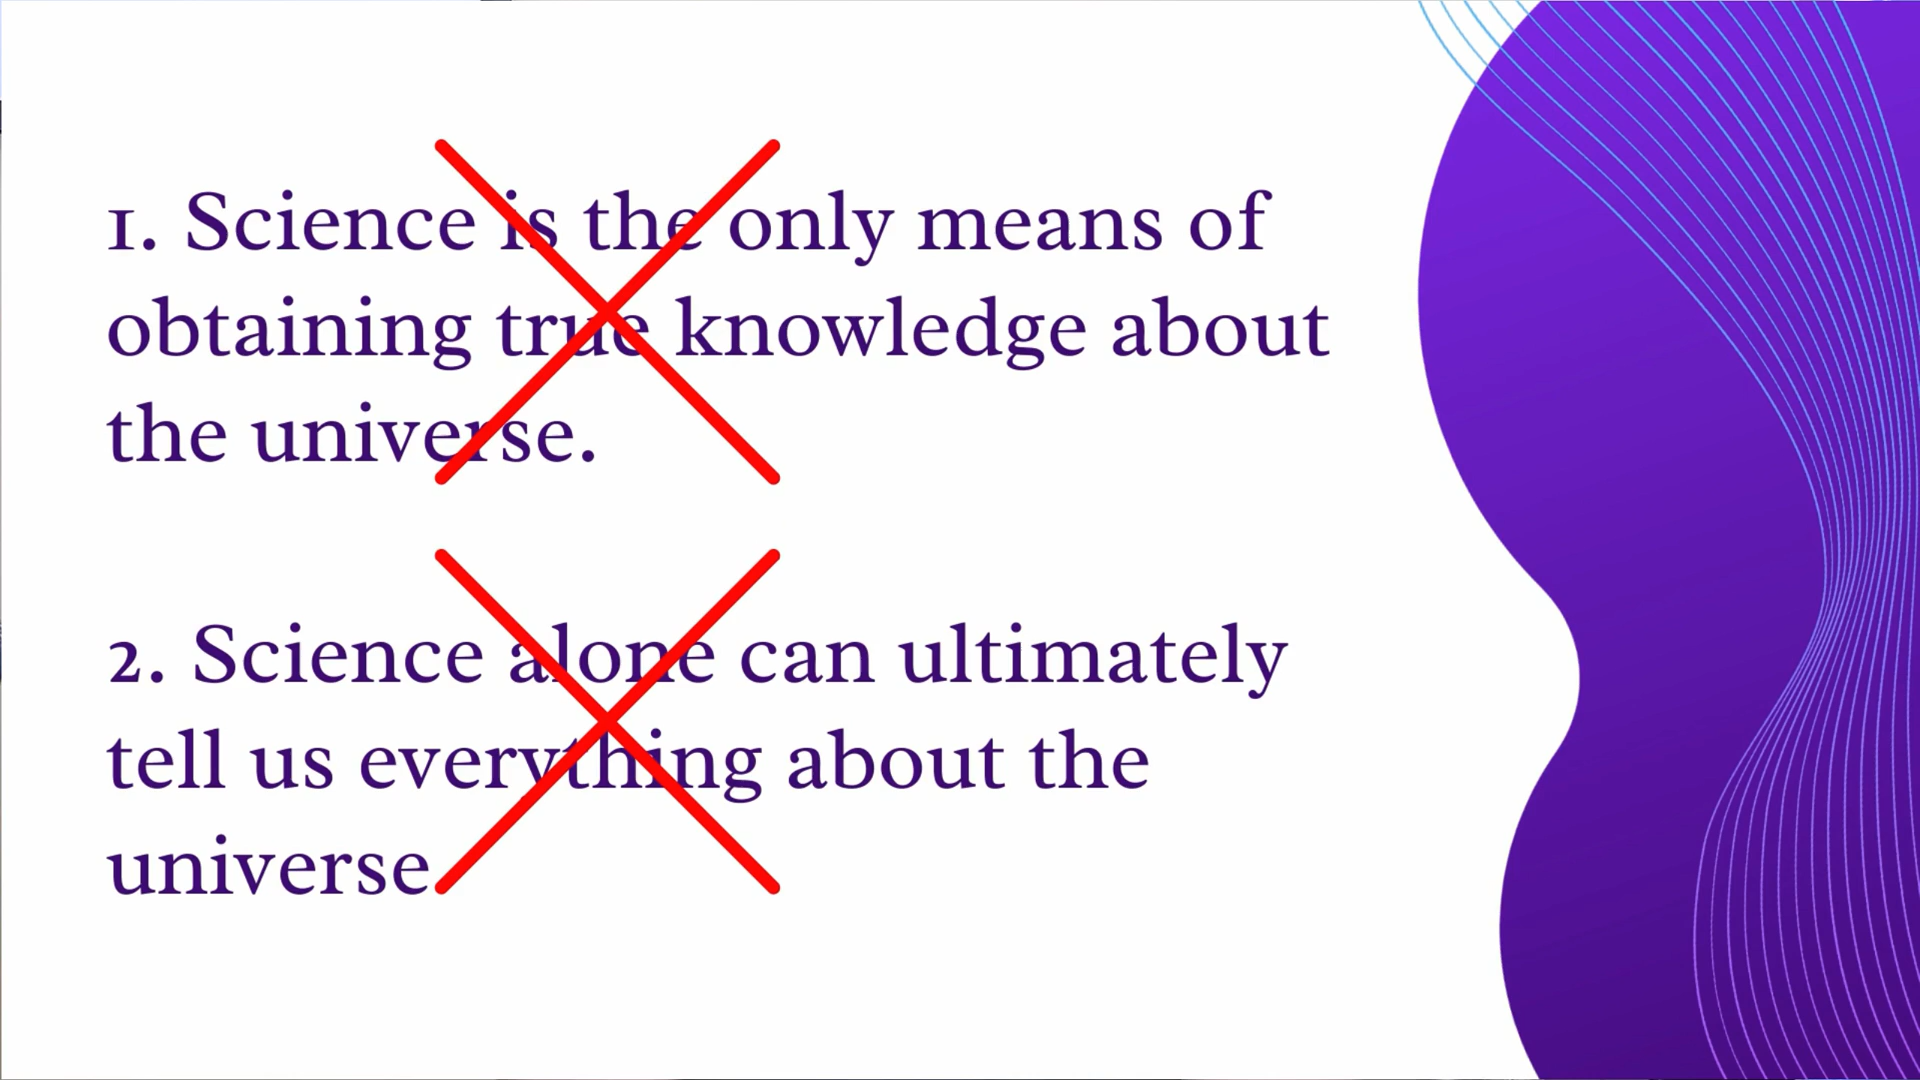 1. Science is the only means of
obtaining true knowledge about
the universe.
2. Science alone can ultimately
tell us everything about the
universe